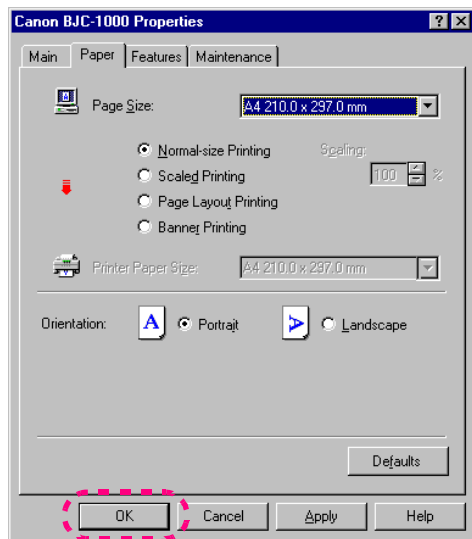 Canon BJC-1000 Properties
Main Paper Features Maintenance
Page Size: A4 210.0 x 297.0 mm
Normal-size Printing Scaling:
Scaled Printing 100 %
Page Layout Printing
Banner Printing
Printer Paper Size: A4 210.0 x 297.0 mm
Orientation: A Portrait A Landscape
Defaults
OK Cancel Apply Help